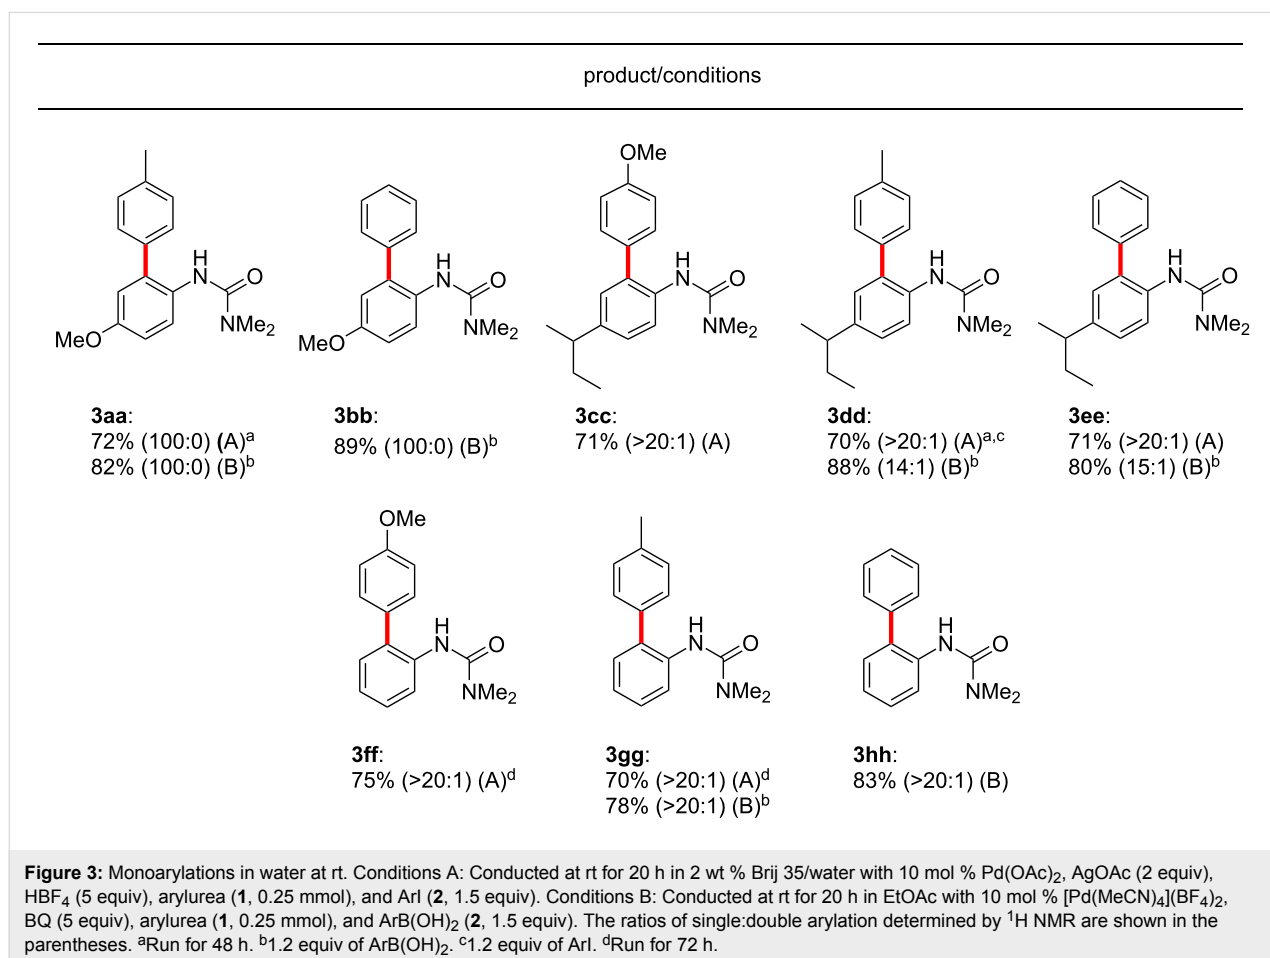 product/conditions
OMe
H
N
O
NMe2
MeO
H
N
O
NMe2
MeO
H
N
O
NMe2
H
N
O
NMe2
H
N
O
NMe2
3aa:
72% (100:0) (A)a
82% (100:0) (B)b
3bb:
89% (100:0) (B)b
3cc:
71% (>20:1) (A)
3dd:
70% (>20:1) (A)a,c
88% (14:1) (B)b
3ee:
71% (>20:1) (A)
80% (15:1) (B)b
OMe
H
N
O
NMe2
H
N
O
NMe2
H
N
O
NMe2
3ff:
75% (>20:1) (A)d
3gg:
70% (>20:1) (A)d
78% (>20:1) (B)b
3hh:
83% (>20:1) (B)
Figure 3: Monoarylations in water at rt. Conditions A: Conducted at rt for 20 h in 2 wt % Brij 35/water with 10 mol % Pd(OAc)2, AgOAc (2 equiv),
HBF4 (5 equiv), arylurea (1, 0.25 mmol), and ArI (2, 1.5 equiv). Conditions B: Conducted at rt for 20 h in EtOAc with 10 mol % [Pd(MeCN)4](BF4)2,
BQ (5 equiv), arylurea (1, 0.25 mmol), and ArB(OH)2 (2, 1.5 equiv). The ratios of single:double arylation determined by 1H NMR are shown in the
parentheses. aRun for 48 h. b1.2 equiv of ArB(OH)2. c1.2 equiv of ArI. dRun for 72 h.